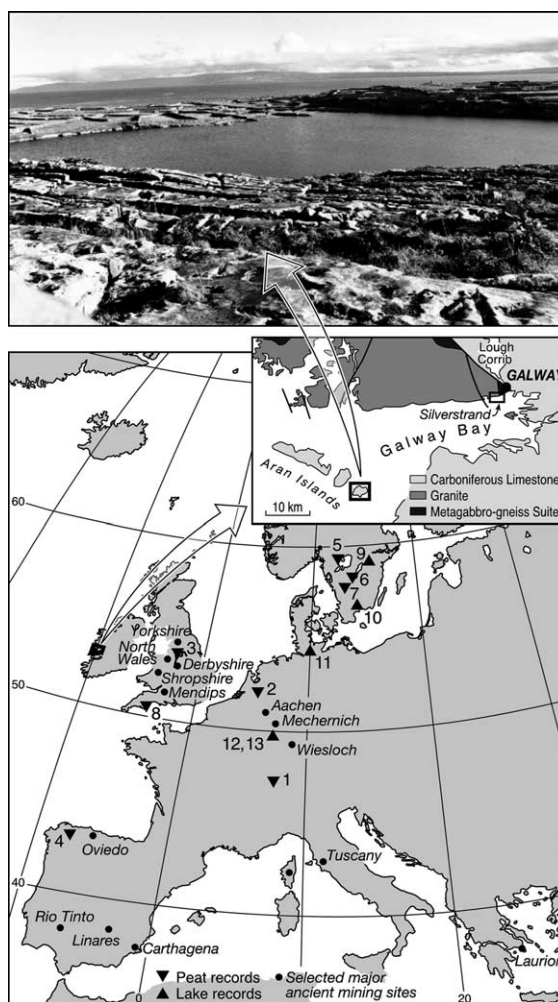 Lough
Corrib
GALWAY
Silverstrand
Galway Bay
Aran Islands
10 km
Carboniferous Limestone
Granite
Metagabbro-gneiss Suite
60
5
9
6
7
10
11
Yorkshire
North
Wales
3
Derbyshire
Shropshire
Mendips
8
50
2
Aachen
Mechernich
12,13
Wiesloch
1
4
Oviedo
Tuscany
40
Rio Tinto
Linares
Carthagena
Laurion
0
20
Peat records
Lake records
Selected major
ancient mining sites